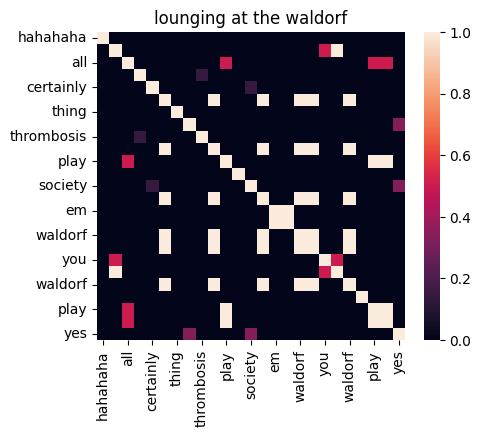 lounging at the waldorf
hahahaha
all
certainly
thing
thrombosis
play
society
em
waldorf
you
waldorf
play
yes
hahahaha
all
certainly
thing
thrombosis
play
society
em
waldorf
you
waldorf
play
yes
1.0
0.8
0.6
0.4
0.2
0.0